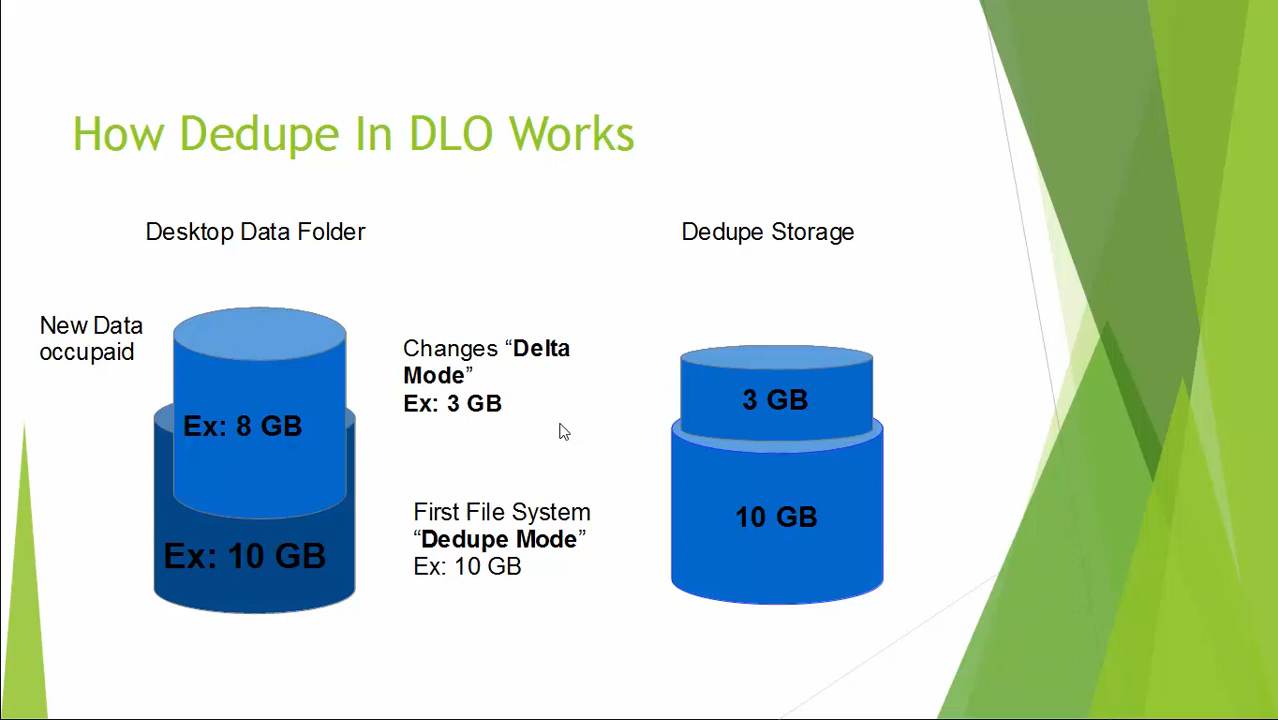 How Dedupe In DLO Works
Desktop Data Folder
Dedupe Storage
New Data
occupaid
Ex: 8 GB
Ex: 10 GB
Changes “Delta
Mode”
Ex: 3 GB
First File System
“Dedupe Mode”
Ex: 10 GB
3 GB
10 GB